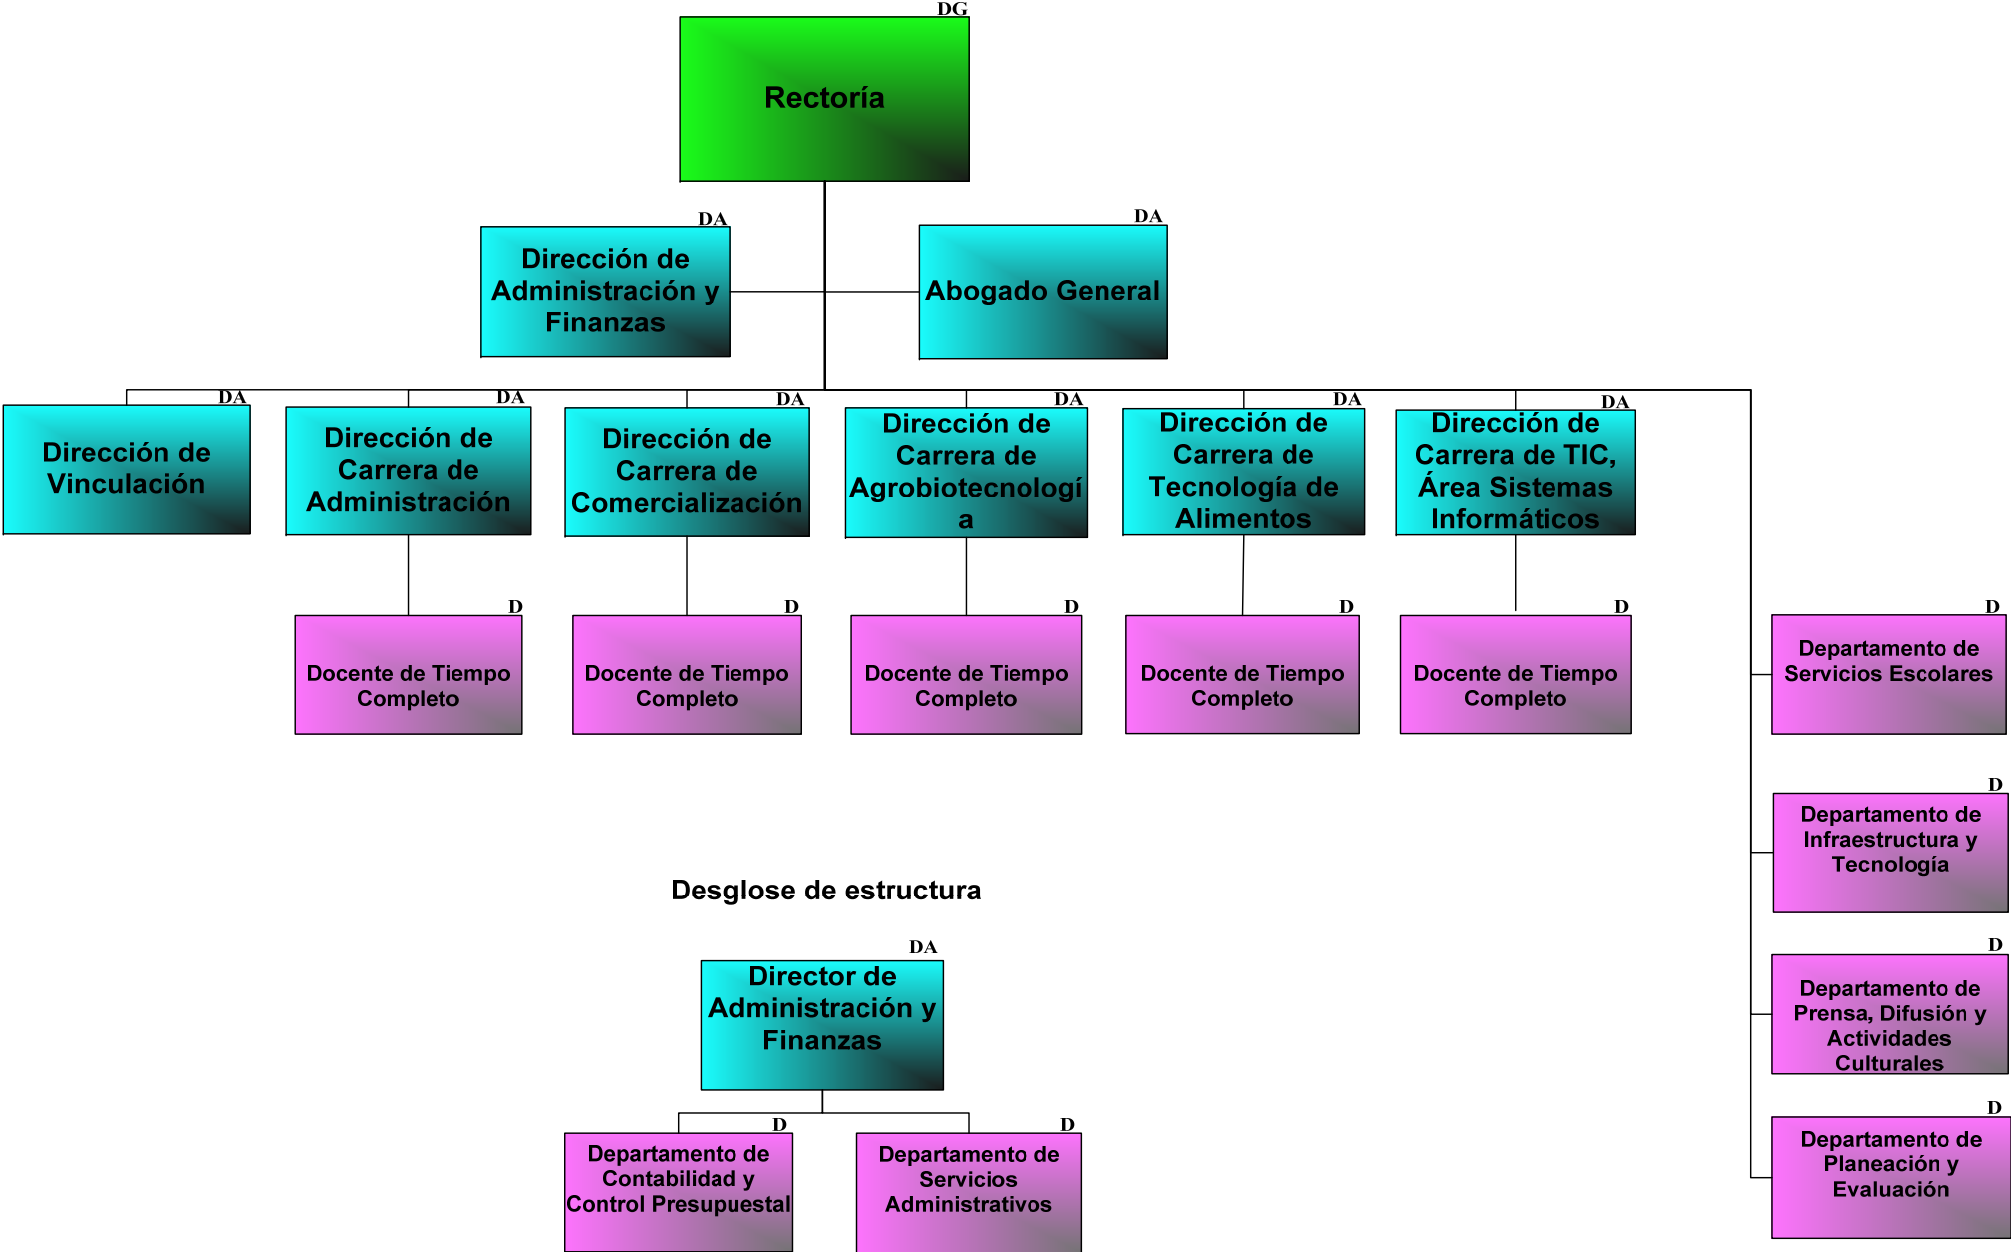 DG
Rectoría
DA
Dirección de
Administración y
Finanzas
DA
Abogado General
DA
Dirección de
Vinculación
DA
Dirección de
Carrera de
Administración
DA
Dirección de
Carrera de
Comercialización
DA
Dirección de
Carrera de
Agrobiotecnologí
a
DA
Dirección de
Carrera de
Tecnología de
Alimentos
DA
Dirección de
Carrera de TIC,
Área Sistemas
Informáticos
D
Docente de Tiempo
Completo
D
Docente de Tiempo
Completo
D
Docente de Tiempo
Completo
D
Docente de Tiempo
Completo
D
Docente de Tiempo
Completo
D
Departamento de
Servicios Escolares
D
Departamento de
Infraestructura y
Tecnología
D
Departamento de
Prensa, Difusión y
Actividades
Culturales
D
Departamento de
Planeación y
Evaluación
Desglose de estructura
DA
Director de
Administración y
Finanzas
D
Departamento de
Contabilidad y
Control Presupuestal
D
Departamento de
Servicios
Administrativos